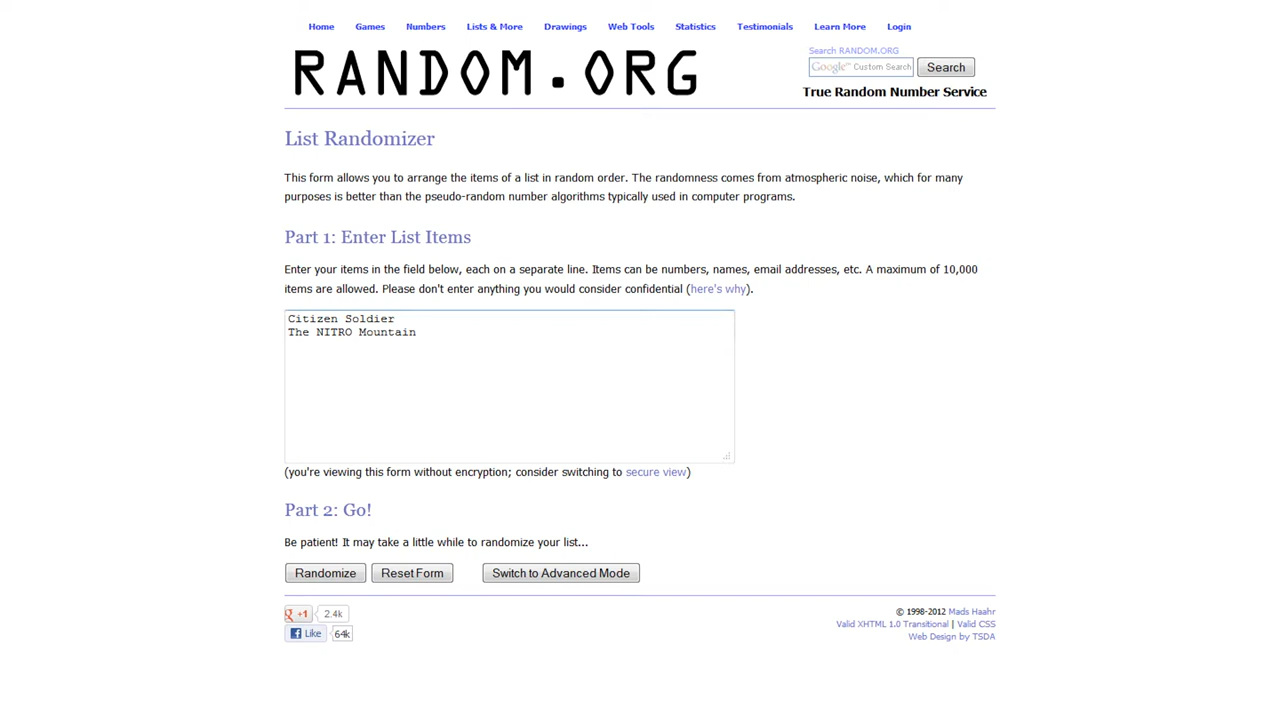 Home Games Numbers Lists & More Drawings Web Tools Statistics Testimonials Learn More Login
RANDOM.ORG
Search RANDOM.ORG
Google™ Custom Search Search
True Random Number Service
List Randomizer
This form allows you to arrange the items of a list in random order. The randomness comes from atmospheric noise, which for many
purposes is better than the pseudo-random number algorithms typically used in computer programs.
Part 1: Enter List Items
Enter your items in the field below, each on a separate line. Items can be numbers, names, email addresses, etc. A maximum of 10,000
items are allowed. Please don't enter anything you would consider confidential (here's why).
Citizen Soldier
The NITRO Mountain
(you're viewing this form without encryption; consider switching to secure view)
Part 2: Go!
Be patient! It may take a little while to randomize your list...
Randomize Reset Form Switch to Advanced Mode
g +1 2.4k
Like 64k
© 1998-2012 Mads Haahr
Valid XHTML 1.0 Transitional | Valid CSS
Web Design by TSDA